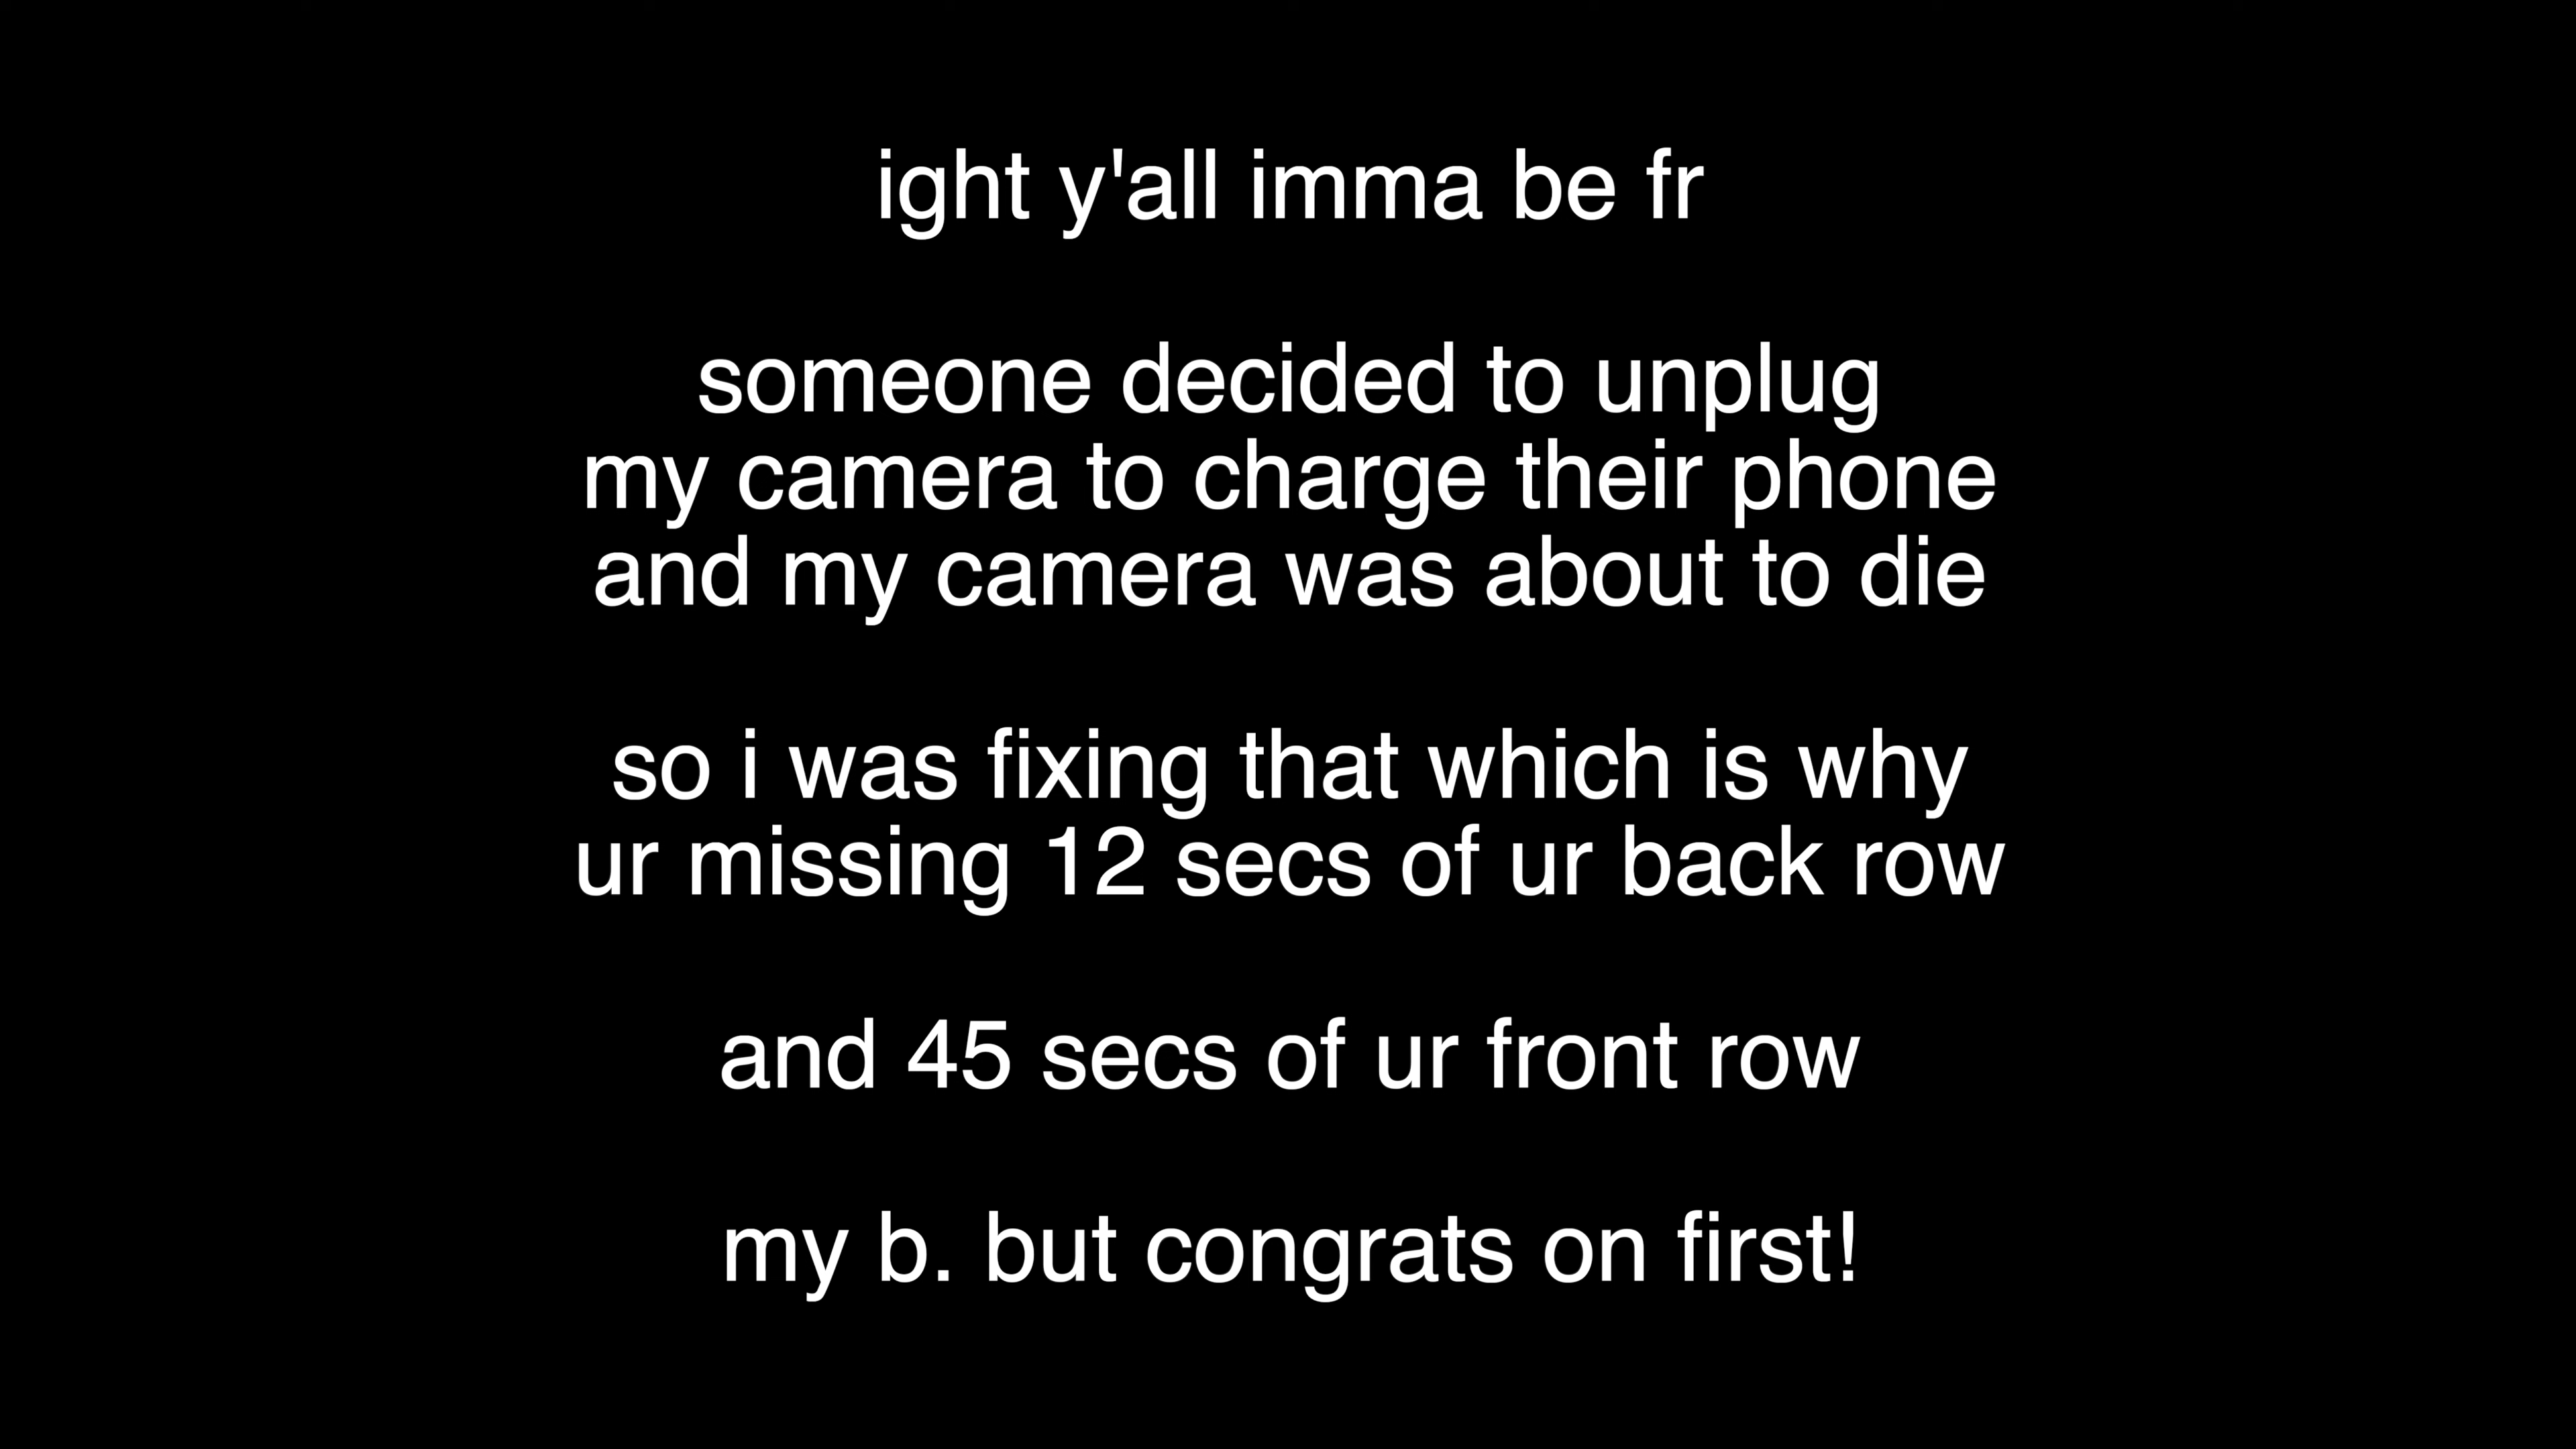 ight y'all imma be fr
someone decided to unplug
my camera to charge their phone
and my camera was about to die
so i was fixing that which is why
ur missing 12 secs of ur back row
and 45 secs of ur front row
my b. but congrats on first!